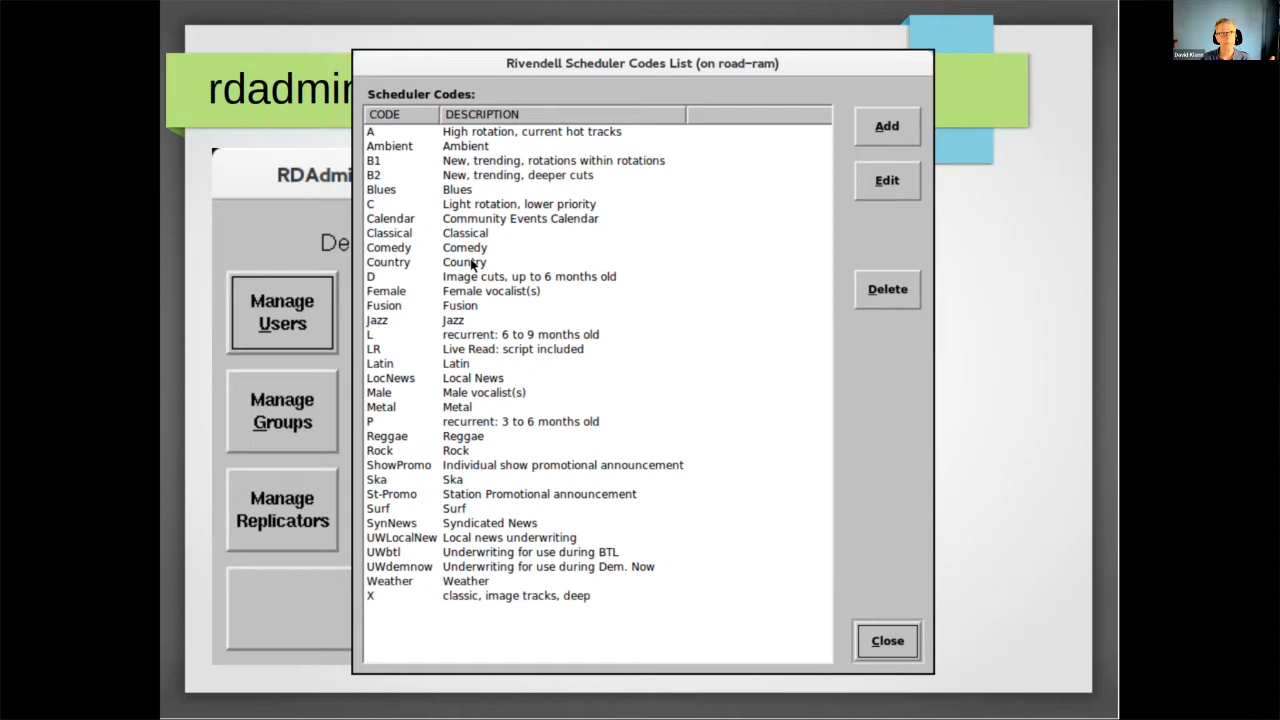 David Klann
Rivendell Scheduler Codes List (on road-ram)
rdadmin
Scheduler Codes:
CODE DESCRIPTION
A High rotation, current hot tracks
Ambient Ambient
B1 New, trending, rotations within rotations
B2 New, trending, deeper cuts
Blues Blues
C Light rotation, lower priority
Calendar Community Events Calendar
Classical Classical
Comedy Comedy
Country Country
D Image cuts, up to 6 months old
Female Female vocalist(s)
Fusion Fusion
Jazz Jazz
L recurrent: 6 to 9 months old
LR Live Read: script included
Latin Latin
LocNews Local News
Male Male vocalist(s)
Metal Metal
P recurrent: 3 to 6 months old
Reggae Reggae
Rock Rock
ShowPromo Individual show promotional announcement
Ska Ska
St-Promo Station Promotional announcement
Surf Surf
SynNews Syndicated News
UWLocalNew Local news underwriting
UWbtl Underwriting for use during BTL
UWdemnow Underwriting for use during Dem. Now
Weather Weather
X classic, image tracks, deep
Add
Edit
Delete
Close
RDAdmi
De
Manage
Users
Manage
Groups
Manage
Replicators